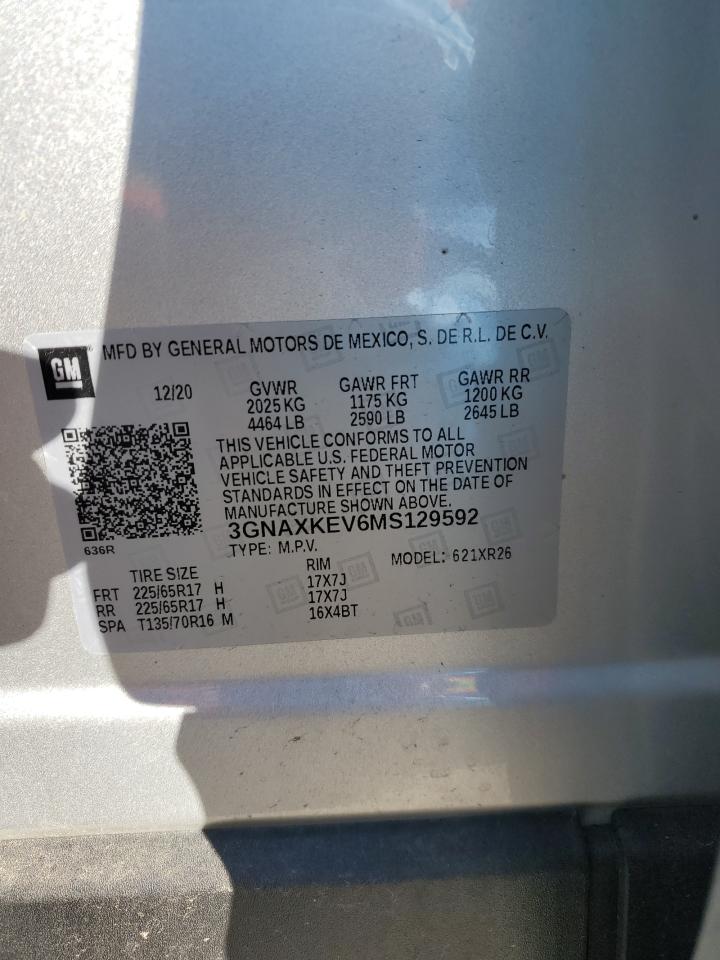 GM® MFD BY GENERAL MOTORS DE MEXICO, S. DE R.L. DE C.V.
12/20 GVWR GAWR FRT GAWR RR
2025 KG 1175 KG 1200 KG
4464 LB 2590 LB 2645 LB
THIS VEHICLE CONFORMS TO ALL
APPLICABLE U.S. FEDERAL MOTOR
VEHICLE SAFETY AND THEFT PREVENTION
STANDARDS IN EFFECT ON THE DATE OF
MANUFACTURE SHOWN ABOVE.
3GNAXKEV6MS129592
636R TYPE: M.P.V. MODEL: 621XR26
TIRE SIZE RIM
FRT 225/65R17 H 17X7J
RR 225/65R17 H 17X7J
SPA T135/70R16 M 16X4BT